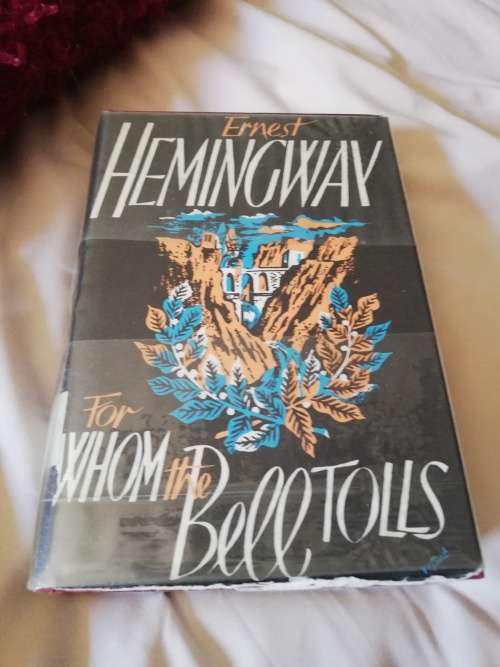 Ernest
HEMINGWAY
For
WHOM the
Bell TOLLS